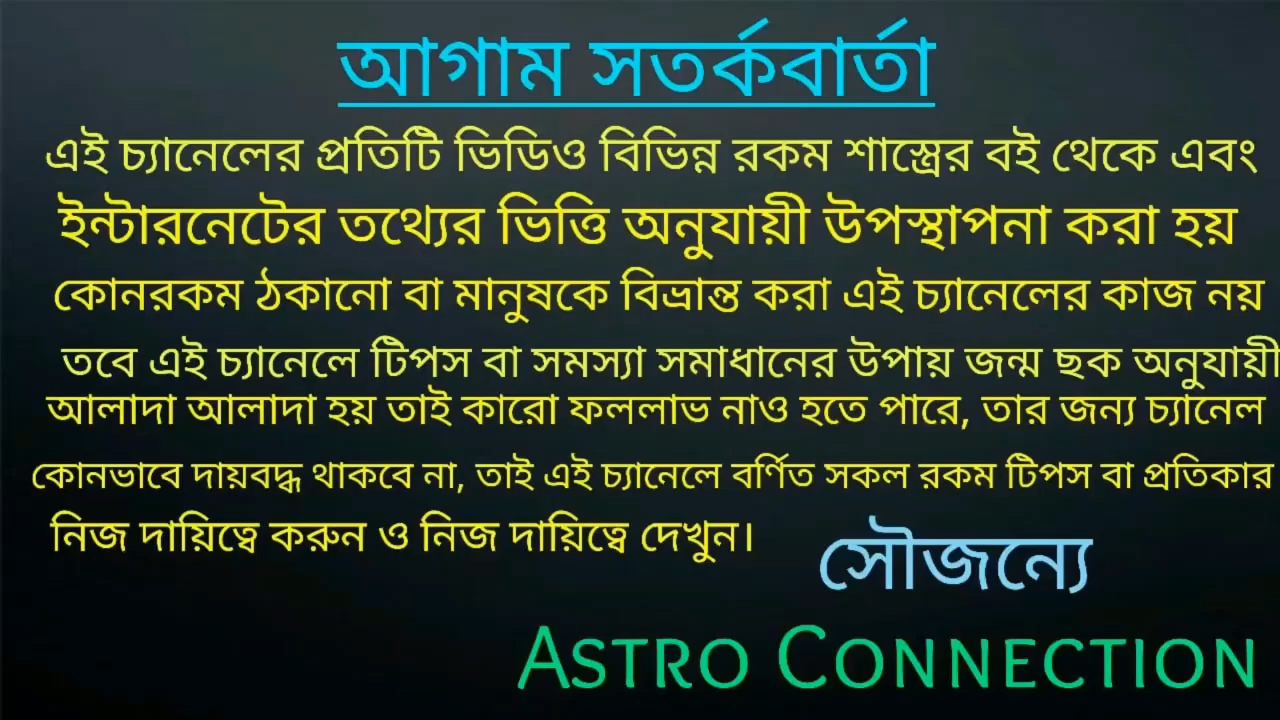 আগাম সতর্কবার্তা
এই চ্যানেলের প্রতিটি ভিডিও বিভিন্ন রকম শাস্ত্রের বই থেকে এবং
ইন্টারনেটের তথ্যের ভিত্তি অনুযায়ী উপস্থাপনা করা হয়
কোনরকম ঠকানো বা মানুষকে বিভ্রান্ত করা এই চ্যানেলের কাজ নয়
তবে এই চ্যানেলে টিপস বা সমস্যা সমাধানের উপায় জন্ম ছক অনুযায়ী
আলাদা আলাদা হয় তাই কারো ফললাভ নাও হতে পারে, তার জন্য চ্যানেল
কোনভাবে দায়বদ্ধ থাকবে না, তাই এই চ্যানেলে বর্ণিত সকল রকম টিপস বা প্রতিকার
নিজ দায়িত্বে করুন ও নিজ দায়িত্বে দেখুন।
সৌজন্যে
ASTRO CONNECTION